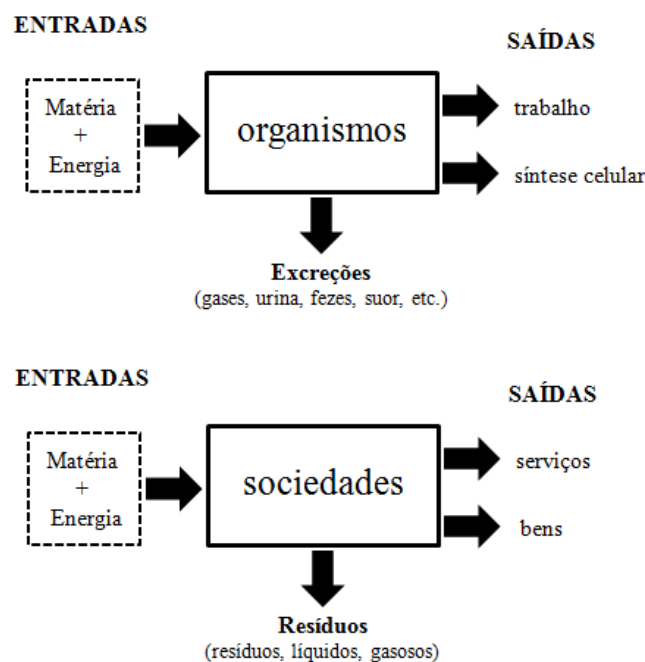 ENTRADAS
SAÍDAS
Matéria
+
Energia
organismos
trabalho
síntese celular
Excreções
(gases, urina, fezes, suor, etc.)
ENTRADAS
SAÍDAS
Matéria
+
Energia
sociedades
serviços
bens
Resíduos
(resíduos, líquidos, gasosos)